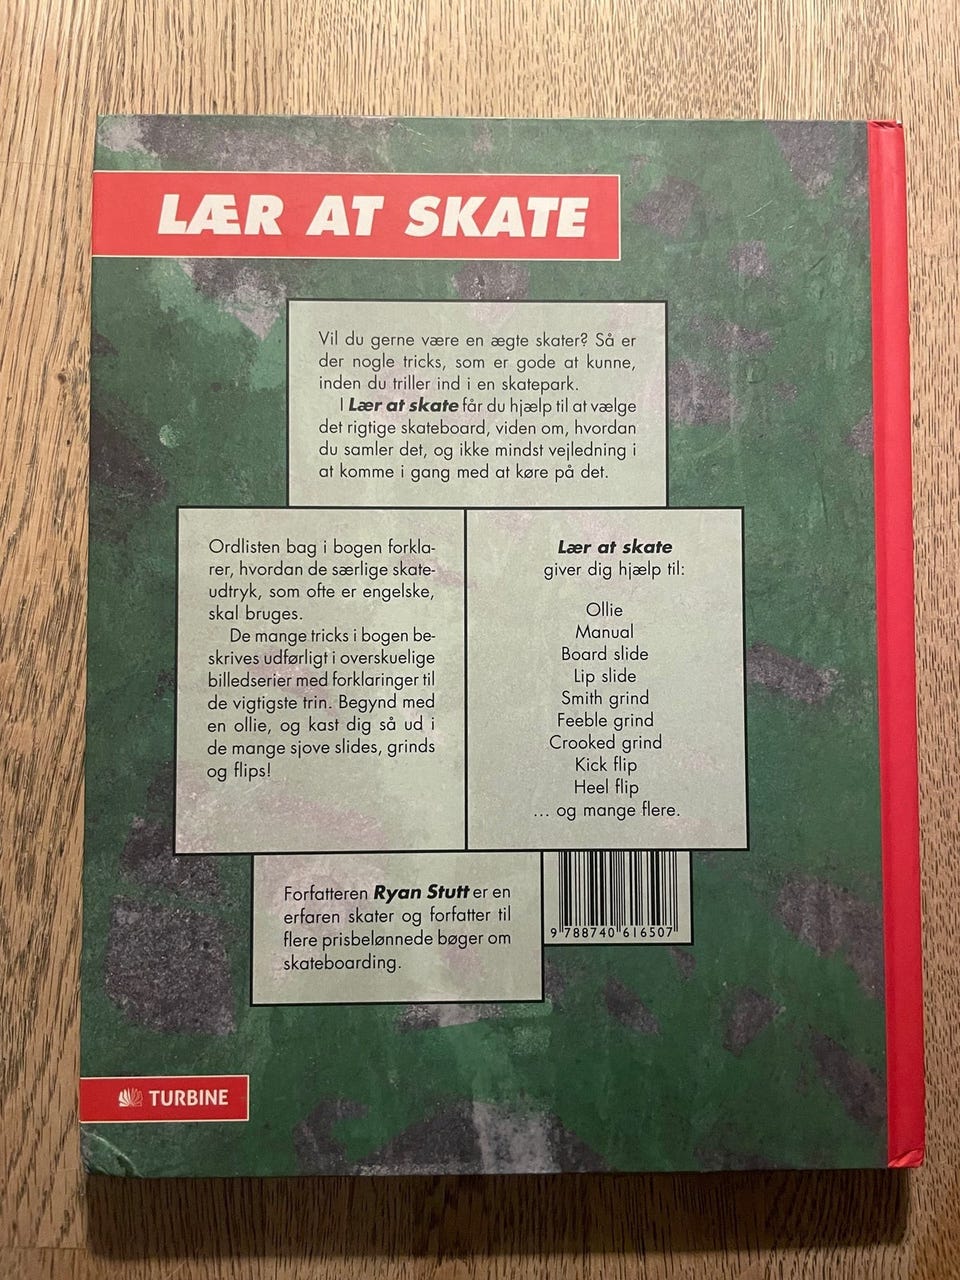 LÆR AT SKATE
Vil du gerne være en ægte skater? Så er
der nogle tricks, som er gode at kunne,
inden du triller ind i en skatepark.
I Lær at skate får du hjælp til at vælge
det rigtige skateboard, viden om, hvordan
du samler det, og ikke mindst vejledning i
at komme i gang med at køre på det.
Ordlisten bag i bogen forkla-
rer, hvordan de særlige skate-
udtryk, som ofte er engelske,
skal bruges.
De mange tricks i bogen be-
skrives udførligt i overskuelige
billedserier med forklaringer til
de vigtigste trin. Begynd med
en ollie, og kast dig så ud i
de mange sjove slides, grinds
og flips!
Lær at skate
giver dig hjælp til:
Ollie
Manual
Board slide
Lip slide
Smith grind
Feeble grind
Crooked grind
Kick flip
Heel flip
... og mange flere.
Forfatteren Ryan Stutt er en
erfaren skater og forfatter til
flere prisbelønnede bøger om
skateboarding.
9 788740 616507
TURBINE